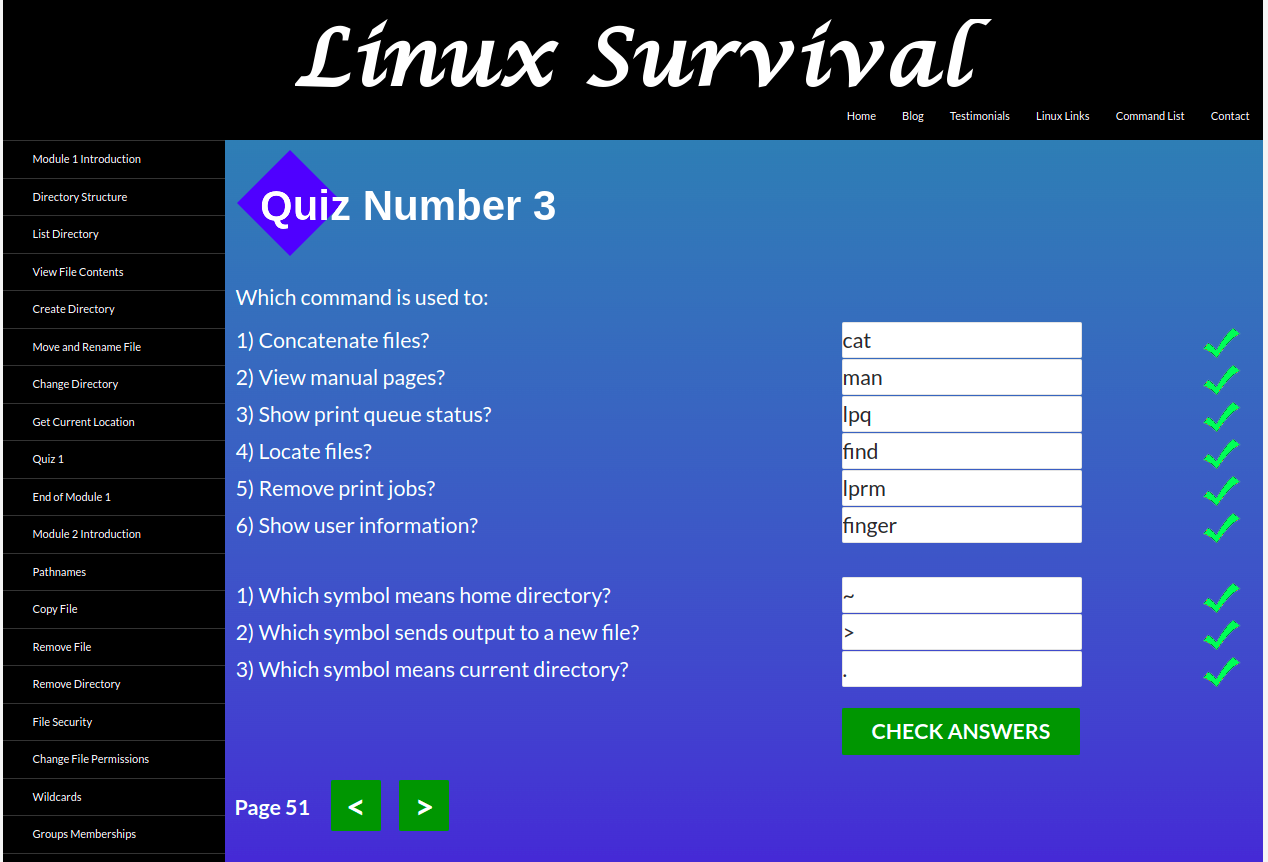 Linux Survival
Home Blog Testimonials Linux Links Command List Contact
Module 1 Introduction
Directory Structure
List Directory
View File Contents
Create Directory
Move and Rename File
Change Directory
Get Current Location
Quiz 1
End of Module 1
Module 2 Introduction
Pathnames
Copy File
Remove File
Remove Directory
File Security
Change File Permissions
Wildcards
Groups Memberships
Quiz Number 3
Which command is used to:
1) Concatenate files? cat
2) View manual pages? man
3) Show print queue status? lpq
4) Locate files? find
5) Remove print jobs? lprm
6) Show user information? finger
1) Which symbol means home directory? ~
2) Which symbol sends output to a new file? >
3) Which symbol means current directory? .
CHECK ANSWERS
Page 51 < >